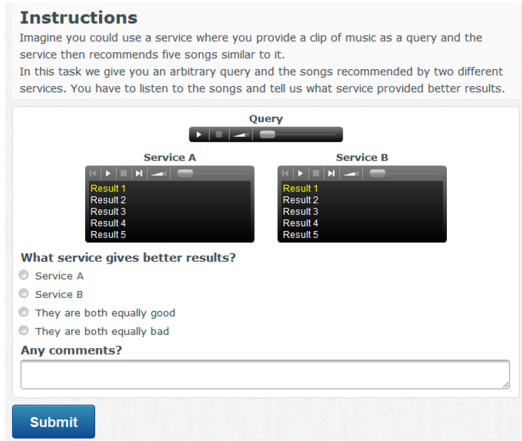 Instructions
Imagine you could use a service where you provide a clip of music as a query and the
service then recommends five songs similar to it.
In this task we give you an arbitrary query and the songs recommended by two different
services. You have to listen to the songs and tell us what service provided better results.
Query
Service A
Service B
Result 1
Result 2
Result 3
Result 4
Result 5
Result 1
Result 2
Result 3
Result 4
Result 5
What service gives better results?
Service A
Service B
They are both equally good
They are both equally bad
Any comments?
Submit